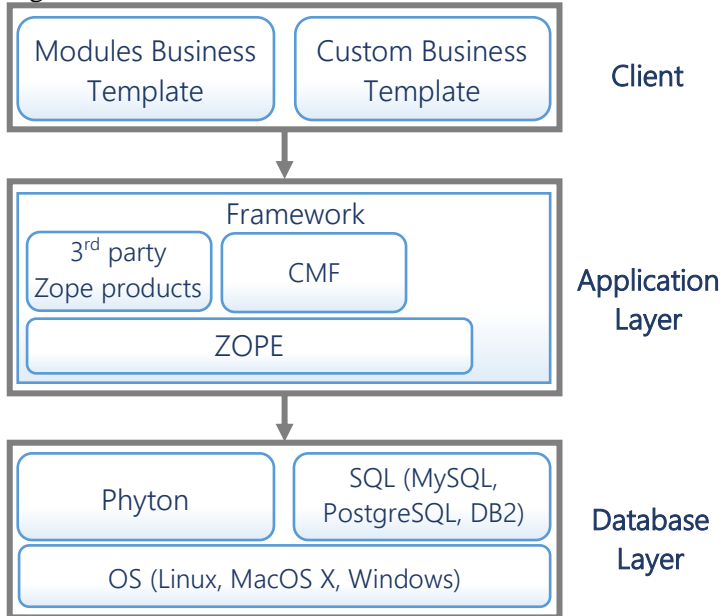 Modules Business
Template
Custom Business
Template
Client
Framework
3rd party
Zope products
CMF
ZOPE
Application
Layer
Phyton
SQL (MySQL,
PostgreSQL, DB2)
OS (Linux, MacOS X, Windows)
Database
Layer